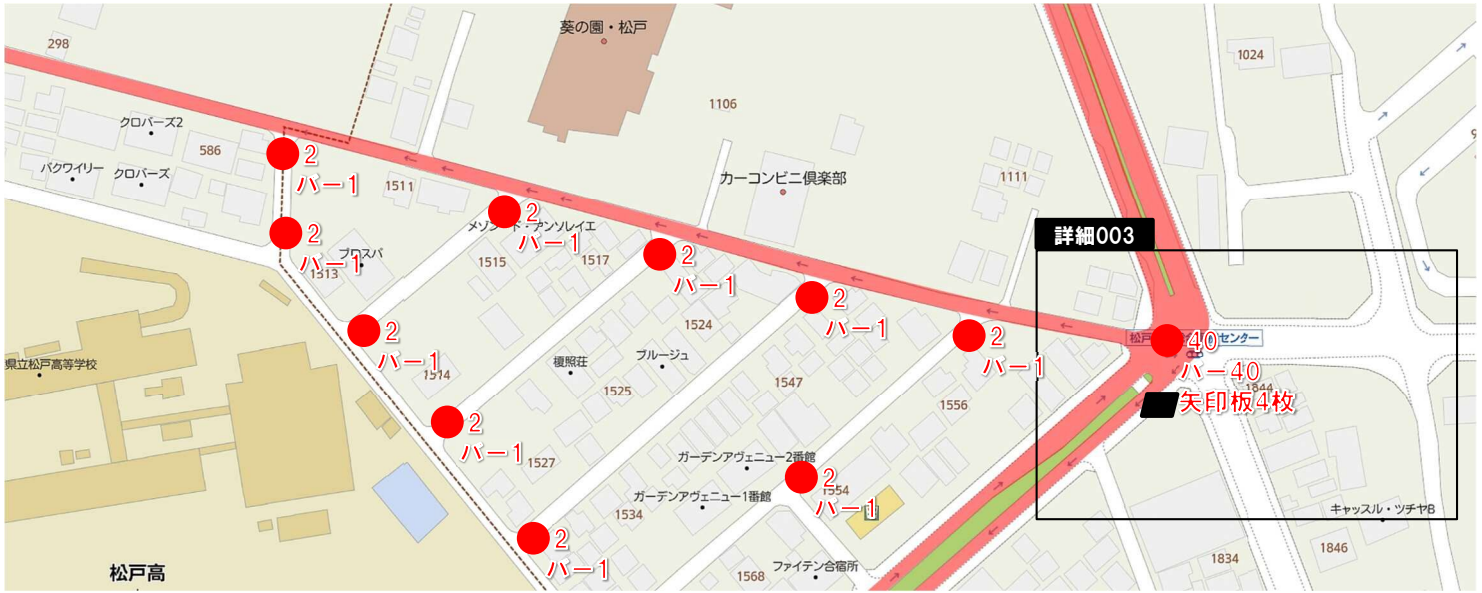 葵の園・松戸
298
1024
1106
クロバーズ2
586
カーコンビニ倶楽部
1111
パクワイリー
クロバーズ
1511
2
バー1
2
バー1
メゾン
アンソレイエ
詳細003
2
バー1
プロスパ
1513
1515
1517
2
バー1
2
バー1
1524
2
バー1
2
バー1
松戸
センター
40
バー40
矢印板4枚
1844
県立松戸高等学校
1514
榎照荘
ブルージュ
1525
1547
1556
2
バー1
1527
ガーデンアヴェニュー2番館
2
バー1
1554
ガーデンアヴェニュー1番館
1534
キャッスル・ツチヤB
1846
1834
2
バー1
松戸高
1568
ファイテン合宿所